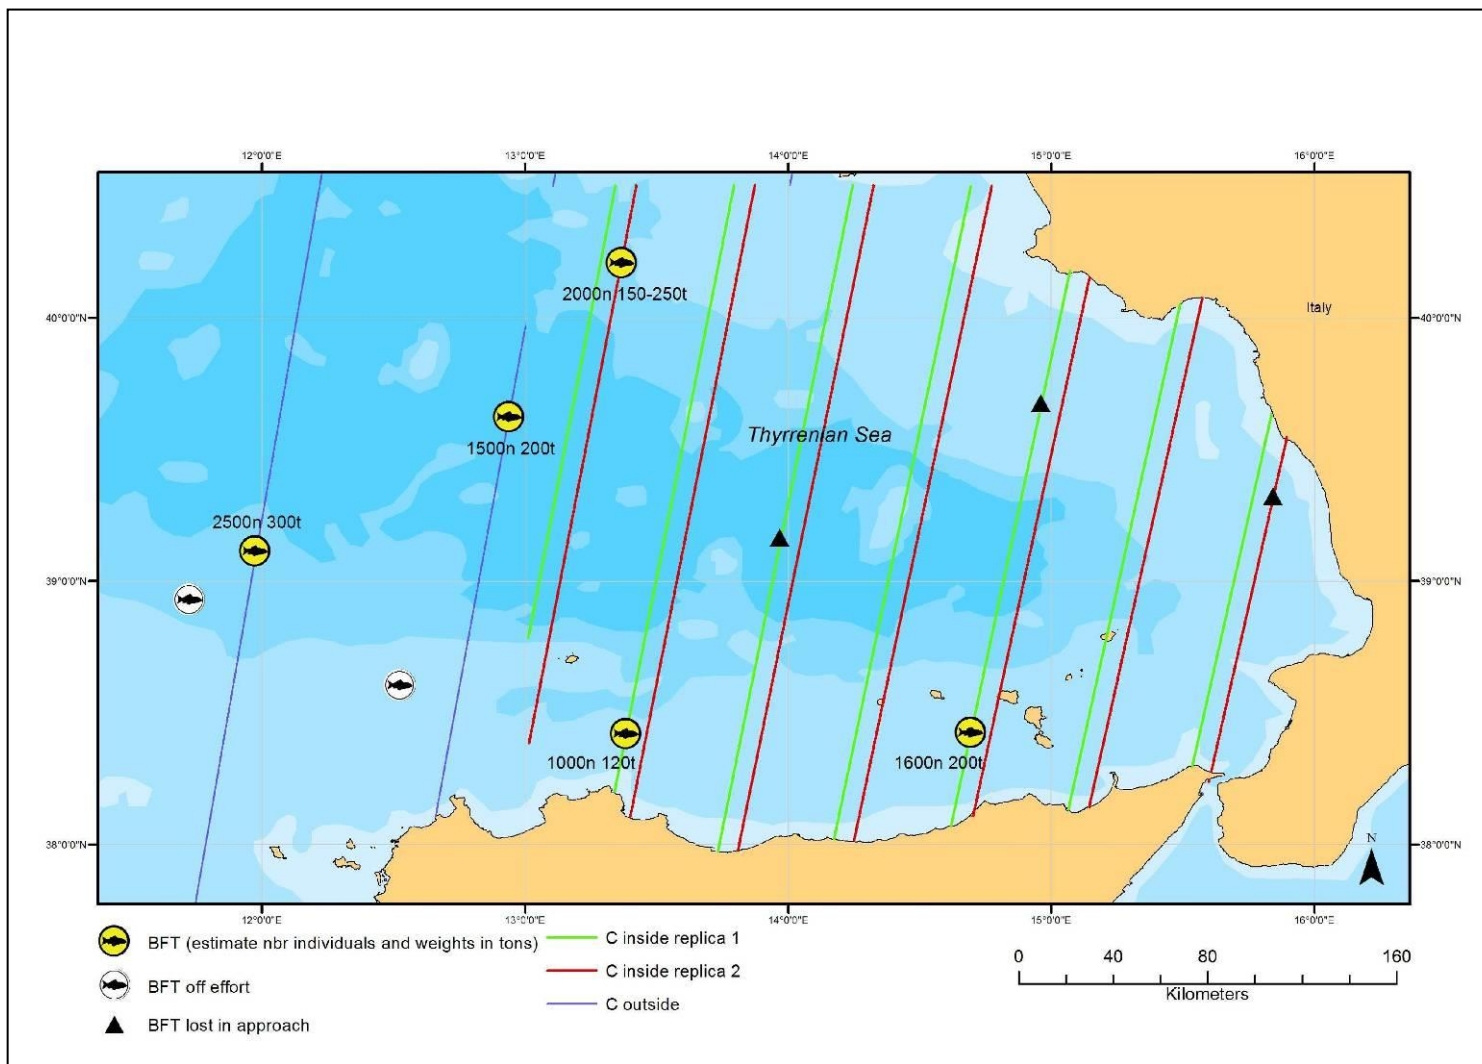 12°0'0"E 13°0'0"E 14°0'0"E 15°0'0"E 16°0'0"E
2000n 150-250t
Italy
40°0'0"N 40°0'0"N
1500n 200t
Thyrrenian Sea
2500n 300t
39°0'0"N 39°0'0"N
1000n 120t
1600n 200t
N
38°0'0"N 38°0'0"N
12°0'0"E 13°0'0"E 14°0'0"E 15°0'0"E 16°0'0"E
BFT (estimate nbr individuals and weights in tons)
BFT off effort
BFT lost in approach
C inside replica 1
C inside replica 2
C outside
0 40 80 160
Kilometers